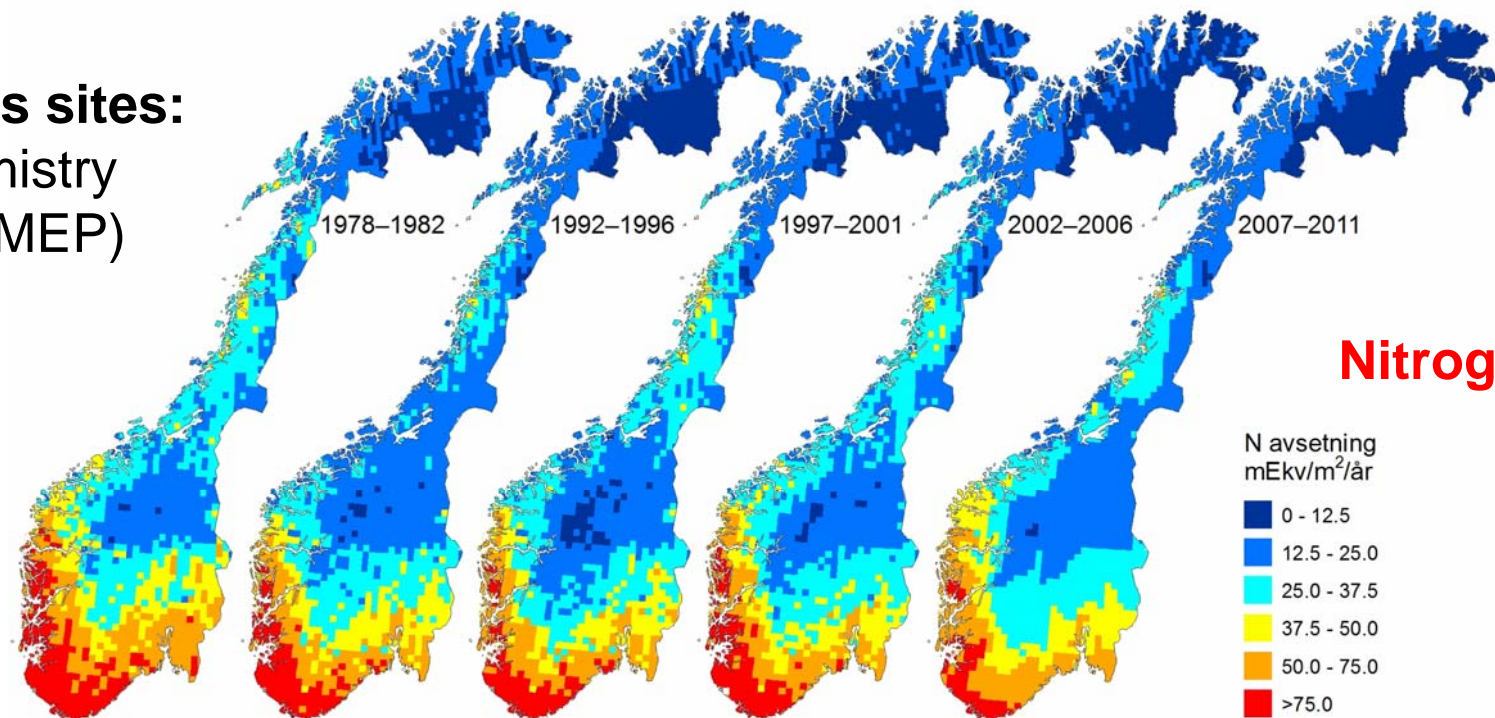 s sites:
nistry
MEP)
1978–1982
1992–1996
1997–2001
2002–2006
2007–2011
Nitrog
N avsetning
mEkv/m²/år
0 - 12.5
12.5 - 25.0
25.0 - 37.5
37.5 - 50.0
50.0 - 75.0
>75.0